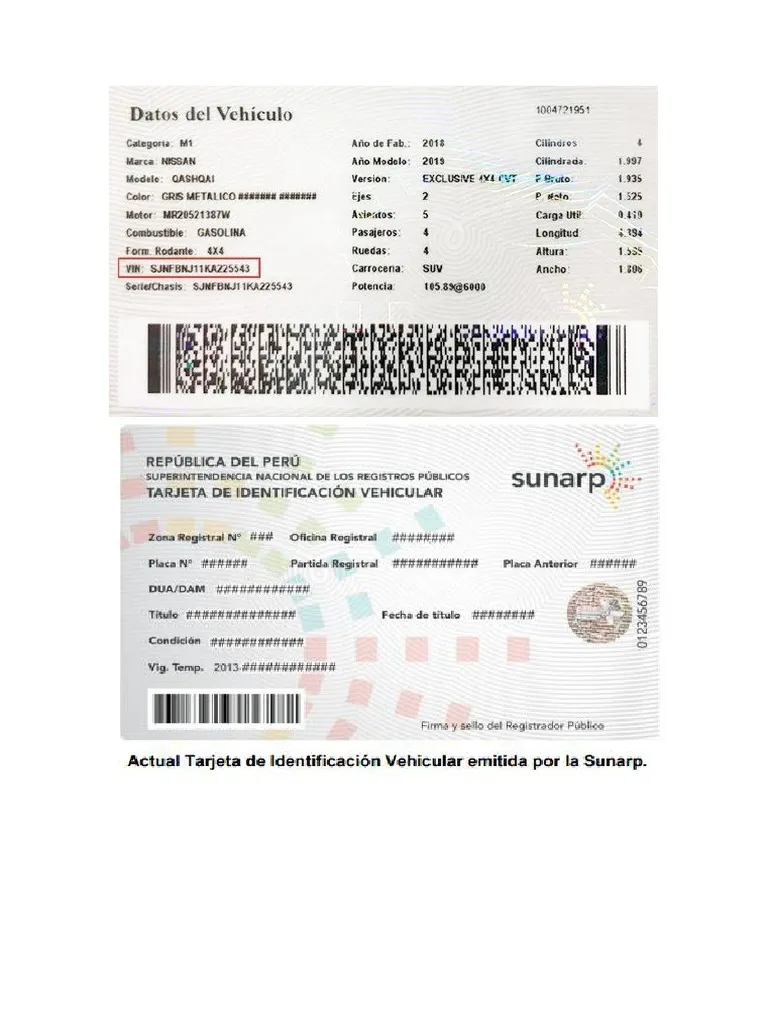 Datos del Vehículo
1004721951
Categoria: M1 Año de Fab.: 2018 Cilindros 4
Marca: NISSAN Año Modelo: 2019 Cilindrada: 1.997
Modelo: QASHQAI Version: EXCLUSIVE 4X4 CVT P. Bruto: 1.935
Color: GRIS METALICO ####### ####### Ejes 2 P. Neto: 1.525
Motor: MR20521387W Asientos: 5 Carga Util: 0.410
Combustible: GASOLINA Pasajeros: 4 Longitud: 4.394
Form. Rodante: 4X4 Ruedas: 4 Altura: 1.595
VIN: SJNFBNJ11KA225543 Carroceria: SUV Ancho: 1.806
Serie/Chasis: SJNFBNJ11KA225543 Potencia: 105.89@6000
REPÚBLICA DEL PERÚ
SUPERINTENDENCIA NACIONAL DE LOS REGISTROS PÚBLICOS
TARJETA DE IDENTIFICACIÓN VEHICULAR
sunarp
Zona Registral N° ### Oficina Registral ########
Placa N° ###### Partida Registral ########### Placa Anterior ######
DUA/DAM ############
Título ############## Fecha de título ########
Condición ############
Vig. Temp. 2013 ############
0123456789
Firma y sello del Registrador Público
Actual Tarjeta de Identificación Vehicular emitida por la Sunarp.